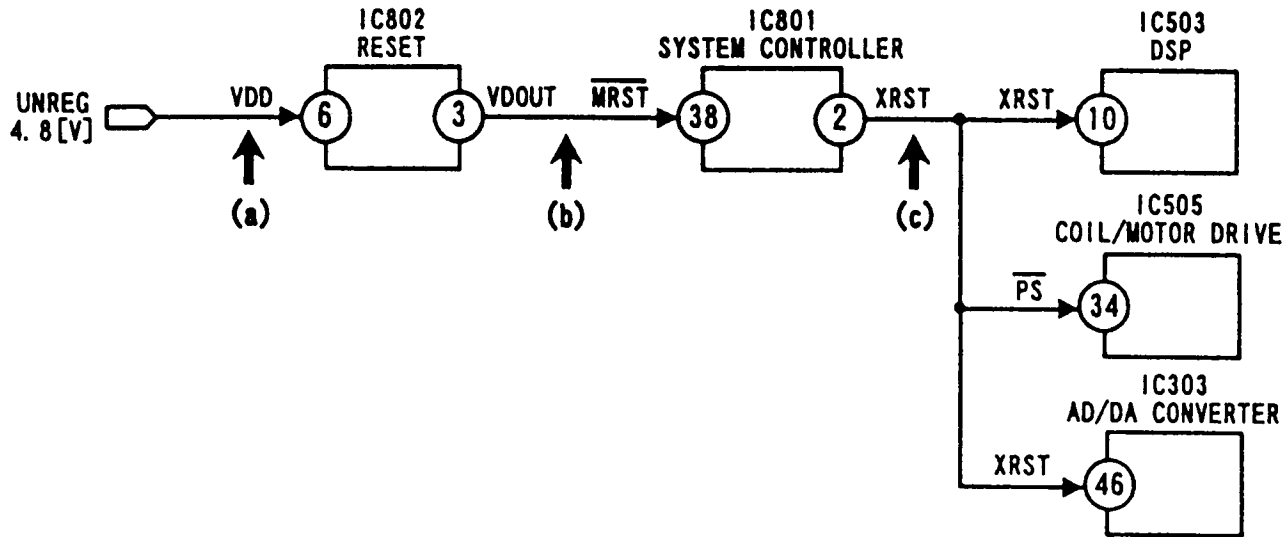 IC802
RESET
IC801
SYSTEM CONTROLLER
IC503
DSP
UNREG
4.8[V]
VDD
6
3
VDOUT
MRST
38
2
XRST
XRST
10
(a)
(b)
(c)
IC505
COIL/MOTOR DRIVE
PS
34
IC303
AD/DA CONVERTER
XRST
46